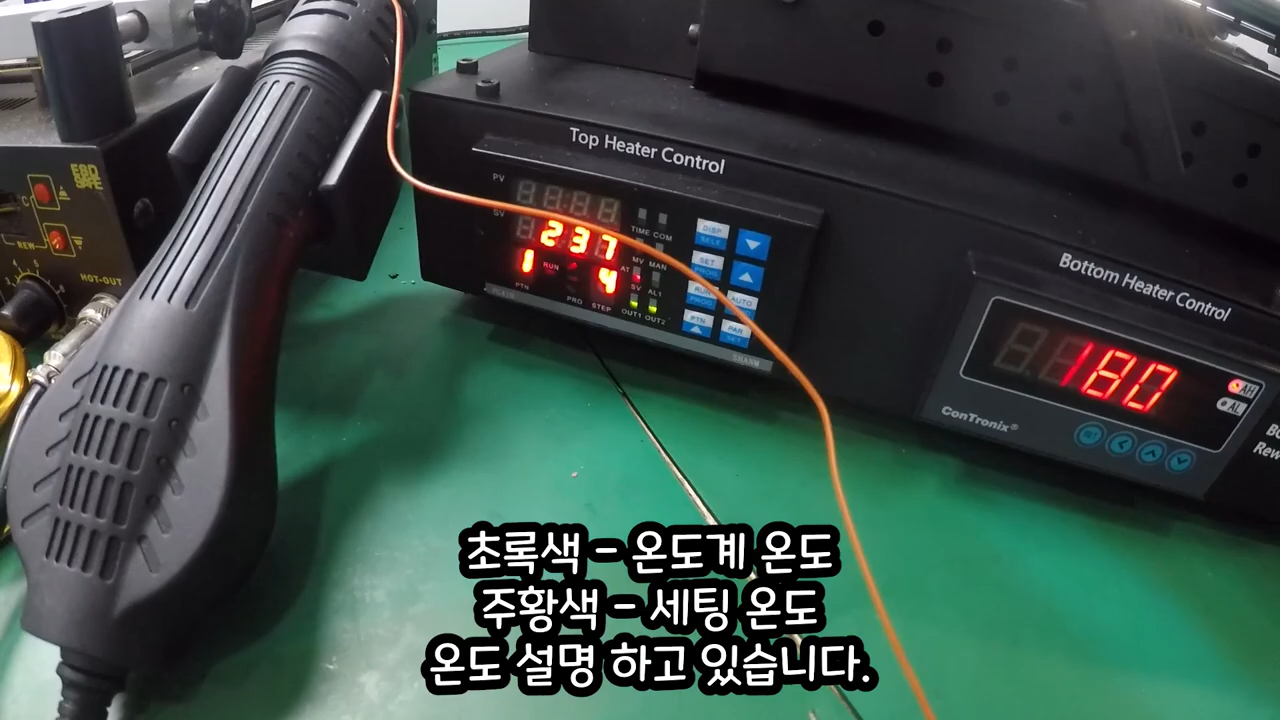 Top Heater Control
PV
SV
TIME COM
237
MV MAN
AT
1 RUN 4
SV AL1
PTN
PRO STEP
OUT1 OUT2
DISP
SET
AUTO
PTN
PAR
SHANM
Bottom Heater Control
180
AH
AL
ConTronix®
SET
C
REW
HOT-OUT
초록색 - 온도계 온도
주황색 - 세팅 온도
온도 설명 하고 있습니다.